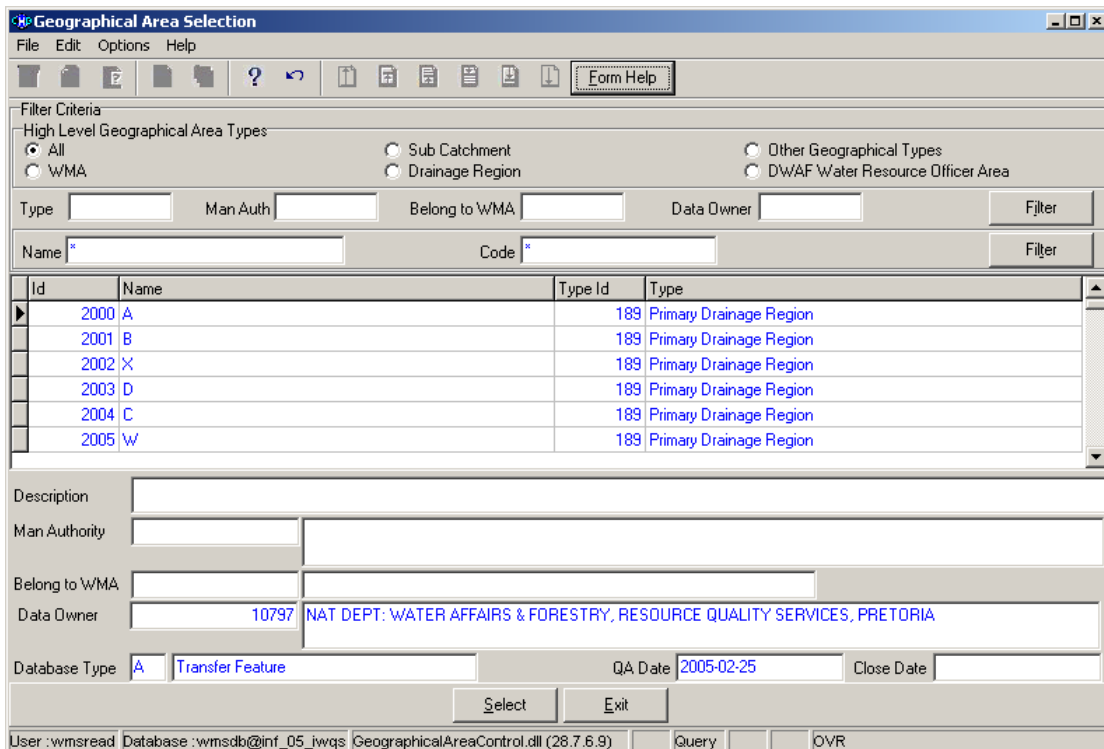 Geographical Area Selection
File Edit Options Help
? Form Help
Filter Criteria
High Level Geographical Area Types
All Sub Catchment Other Geographical Types
WMA Drainage Region DWAF Water Resource Officer Area
Type Man Auth Belong to WMA Data Owner Filter
Name * Code * Filter
Id Name Type Id Type
2000 A 189 Primary Drainage Region
2001 B 189 Primary Drainage Region
2002 X 189 Primary Drainage Region
2003 D 189 Primary Drainage Region
2004 C 189 Primary Drainage Region
2005 W 189 Primary Drainage Region
Description
Man Authority
Belong to WMA
Data Owner 10797 NAT DEPT: WATER AFFAIRS & FORESTRY, RESOURCE QUALITY SERVICES, PRETORIA
Database Type A Transfer Feature QA Date 2005-02-25 Close Date
Select Exit
User :wmsread Database :wmsdb@inf_05_iwqs GeographicalAreaControl.dll (28.7.6.9) Query OVR